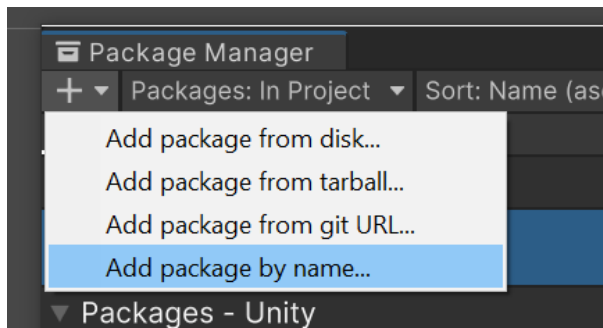 Package Manager
Packages: In Project Sort: Name (asc
Add package from disk...
Add package from tarball...
Add package from git URL...
Add package by name...
Packages - Unity